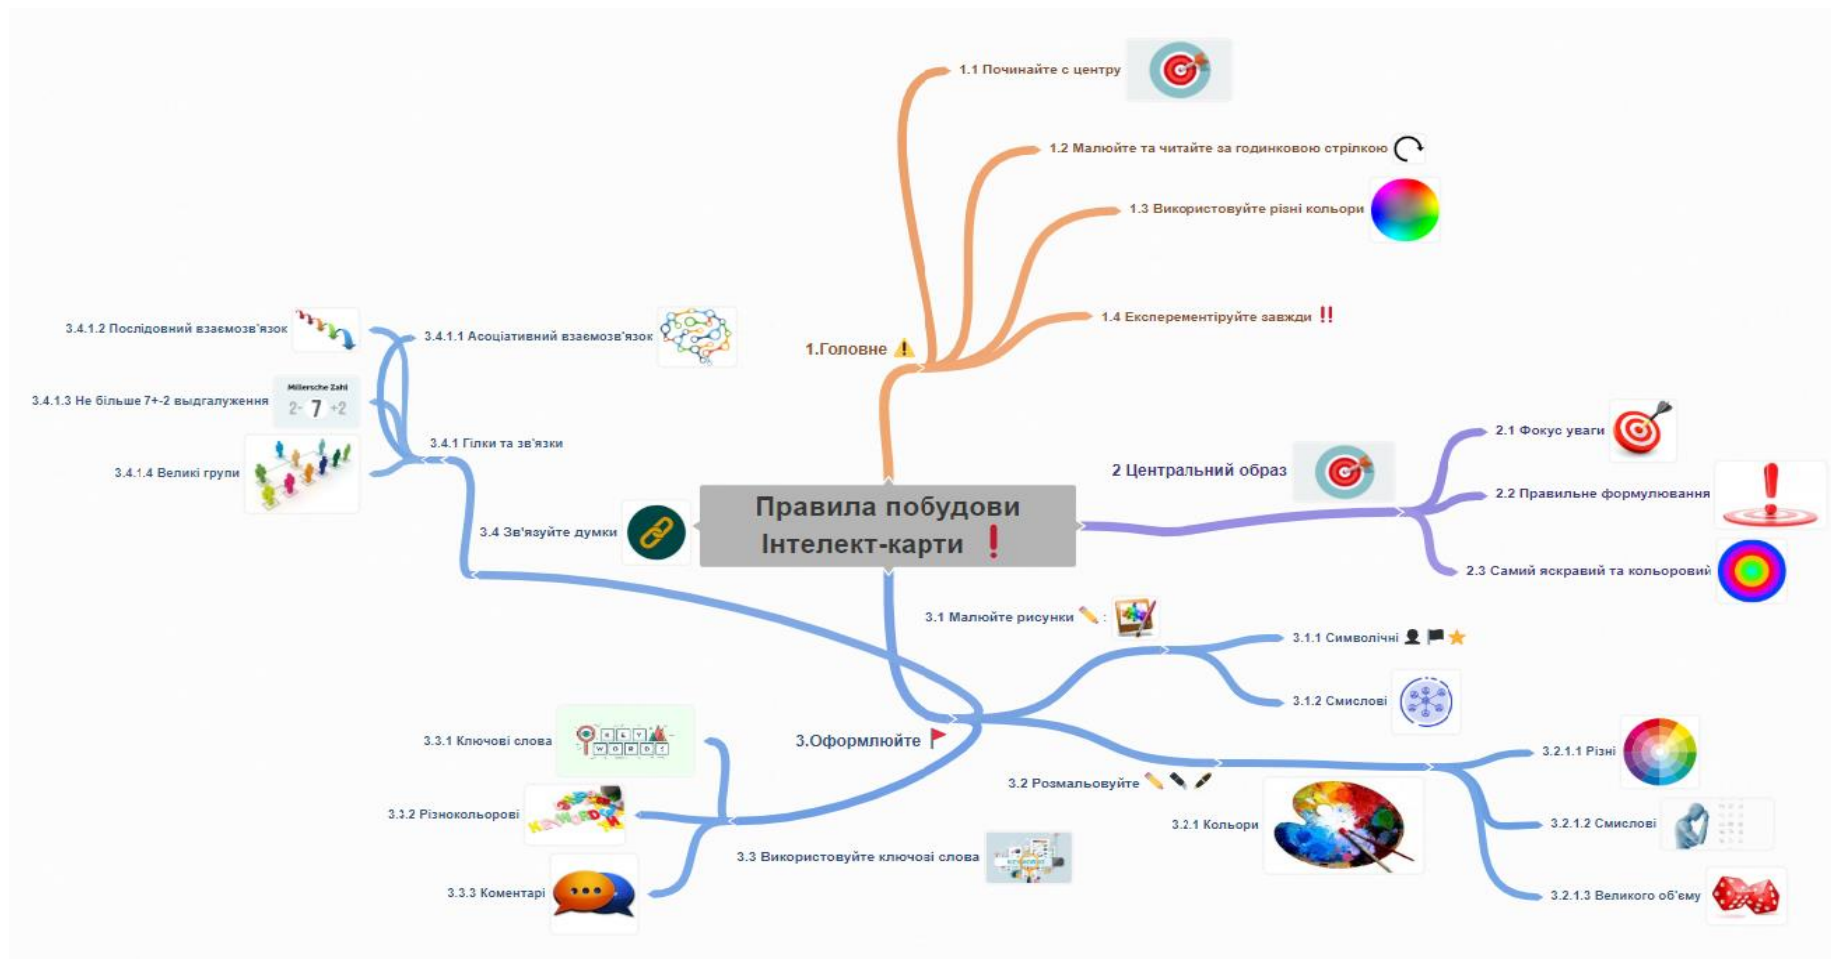 Правила побудови
Інтелект-карти
1.Головне
1.1 Починайте с центру
1.2 Малюйте та читайте за годинковою стрілкою
1.3 Використовуйте різні кольори
1.4 Експерементіруйте завжди
2 Центральний образ
2.1 Фокус уваги
2.2 Правильне формулювання
2.3 Самий яскравий та кольоровий
3.Оформлюйте
3.1 Малюйте рисунки :
3.1.1 Символічні
3.1.2 Смислові
3.2 Розмальовуйте
3.2.1 Кольори
3.2.1.1 Різні
3.2.1.2 Смислові
3.2.1.3 Великого об'єму
3.3 Використовуйте ключові слова
3.3.1 Ключові слова
KEY
WORDS
3.3.2 Різнокольорові
3.3.3 Коментарі
3.4 Зв'язуйте думки
3.4.1 Гілки та зв'язки
3.4.1.1 Асоціативний взаємозв'язок
3.4.1.2 Послідовний взаємозв'язок
3.4.1.3 Не більше 7+-2 выдгалуження
Millersche Zahl
2- 7 +2
3.4.1.4 Великі групи